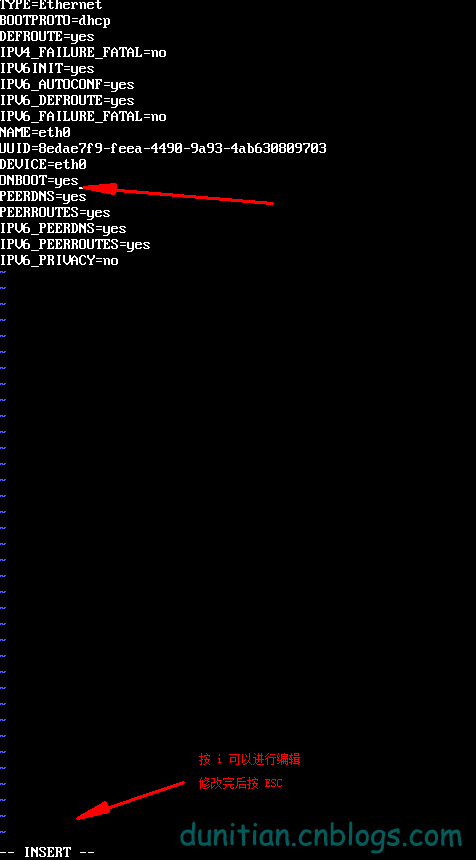 TYPE=Ethernet
BOOTPROTO=dhcp
DEFROUTE=yes
IPV4_FAILURE_FATAL=no
IPV6INIT=yes
IPV6_AUTOCONF=yes
IPV6_DEFROUTE=yes
IPV6_FAILURE_FATAL=no
NAME=eth0
UUID=8edae7f9-feea-4490-9a93-4ab630809703
DEVICE=eth0
ONBOOT=yes
PEERDNS=yes
PEERROUTES=yes
IPV6_PEERDNS=yes
IPV6_PEERROUTES=yes
IPV6_PRIVACY=no
按 i 可以进行编辑
修改完后按 ESC
dunitian.cnblogs.com
-- INSERT --